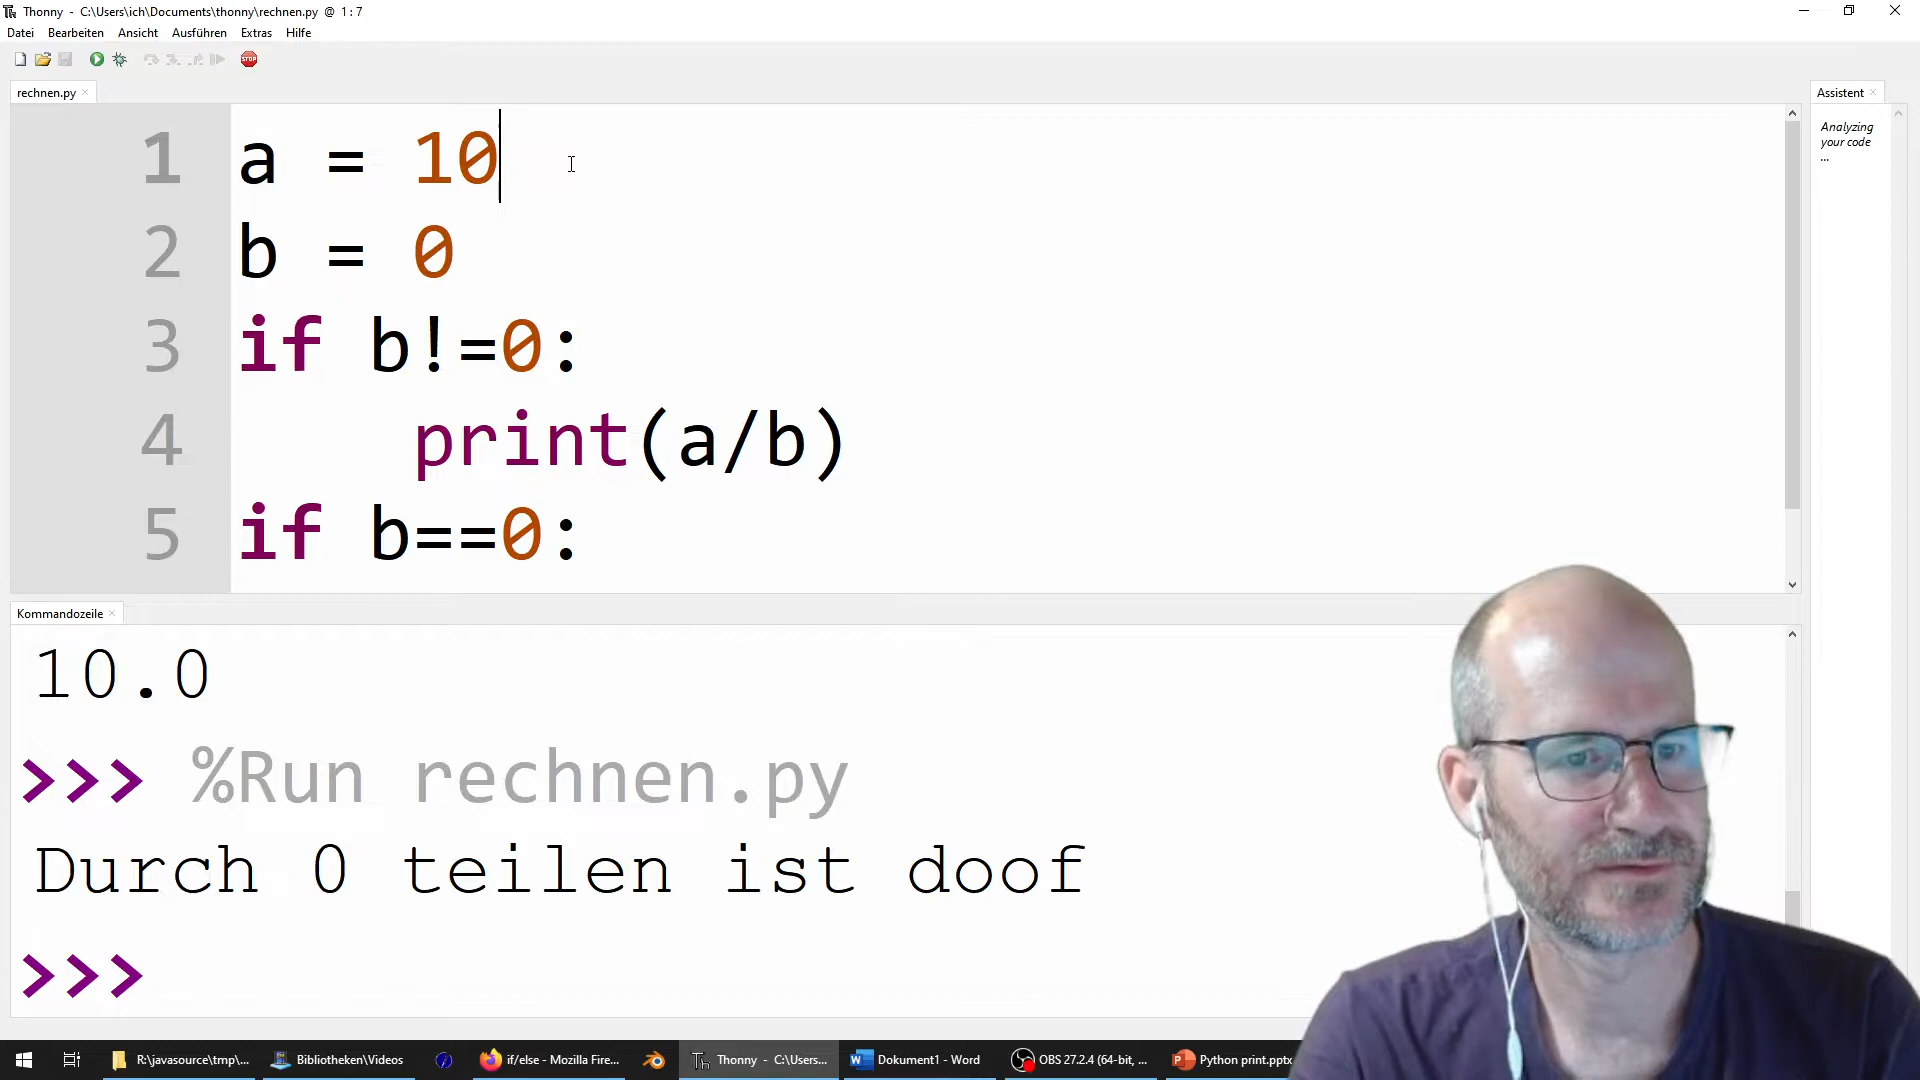 Thonny - C:\Users\ich\Documents\thonny\rechnen.py @ 1 : 7
Datei Bearbeiten Ansicht Ausführen Extras Hilfe
STOP
rechnen.py
Assistent
1 a = 10
2 b = 0
3 if b!=0:
4 print(a/b)
5 if b==0:
Analyzing
your code
...
Kommandozeile
10.0
>>> %Run rechnen.py
Durch 0 teilen ist doof
>>>
R:\javasource\tmp\... Bibliotheken\Videos if/else - Mozilla Fire... Thonny - C:\Users... Dokument1 - Word OBS 27.2.4 (64-bit, ... Python print.pptx